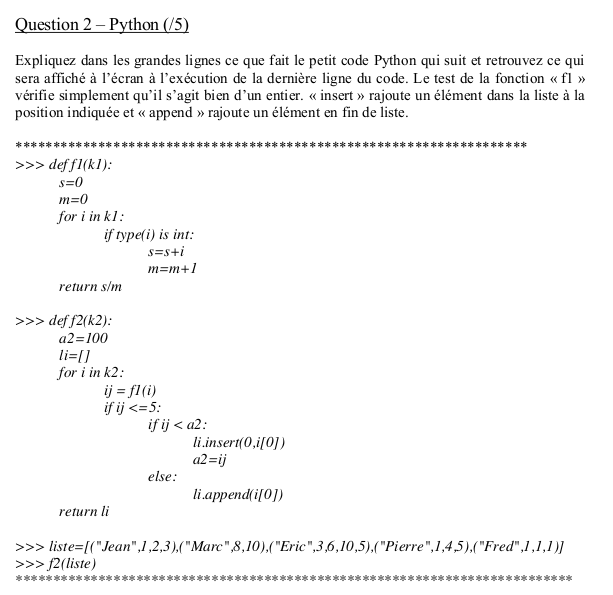 Question 2 – Python (/5)
Expliquez dans les grandes lignes ce que fait le petit code Python qui suit et retrouvez ce qui
sera affiché à l'écran à l'exécution de la dernière ligne du code. Le test de la fonction « f1 »
vérifie simplement qu'il s'agit bien d'un entier. « insert » rajoute un élément dans la liste à la
position indiquée et « append » rajoute un élément en fin de liste.
********************************************************************
>>> def f1(k1):
s=0
m=0
for i in k1:
if type(i) is int:
s=s+i
m=m+1
return s/m
>>> def f2(k2):
a2=100
li=[]
for i in k2:
ij = f1(i)
if ij <=5:
if ij < a2:
li.insert(0,i[0])
a2=ij
else:
li.append(i[0])
return li
>>> liste=[("Jean",1,2,3),("Marc",8,10),("Eric",3,6,10,5),("Pierre",1,4,5),("Fred",1,1,1)]
>>> f2(liste)
**************************************************************************